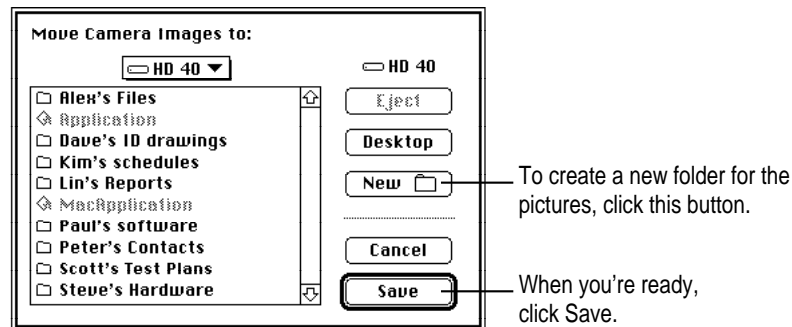 Move Camera Images to:
HD 40
HD 40
Alex's Files
Application
Dave's ID drawings
Kim's schedules
Lin's Reports
MacApplication
Paul's software
Peter's Contacts
Scott's Test Plans
Steve's Hardware
Eject
Desktop
New
Cancel
Save
To create a new folder for the
pictures, click this button.
When you're ready,
click Save.